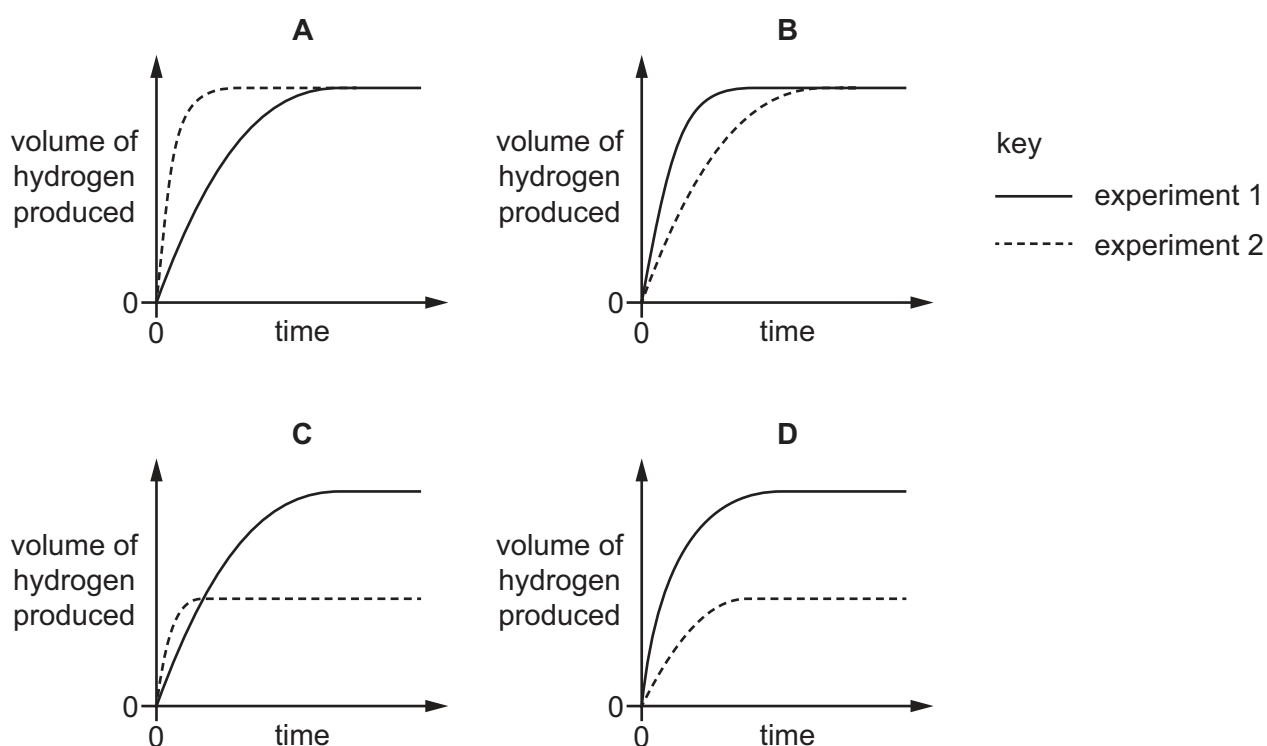 A
volume of
hydrogen
produced
0
0
time
B
volume of
hydrogen
produced
0
0
time
key
experiment 1
experiment 2
C
volume of
hydrogen
produced
0
0
time
D
volume of
hydrogen
produced
0
0
time